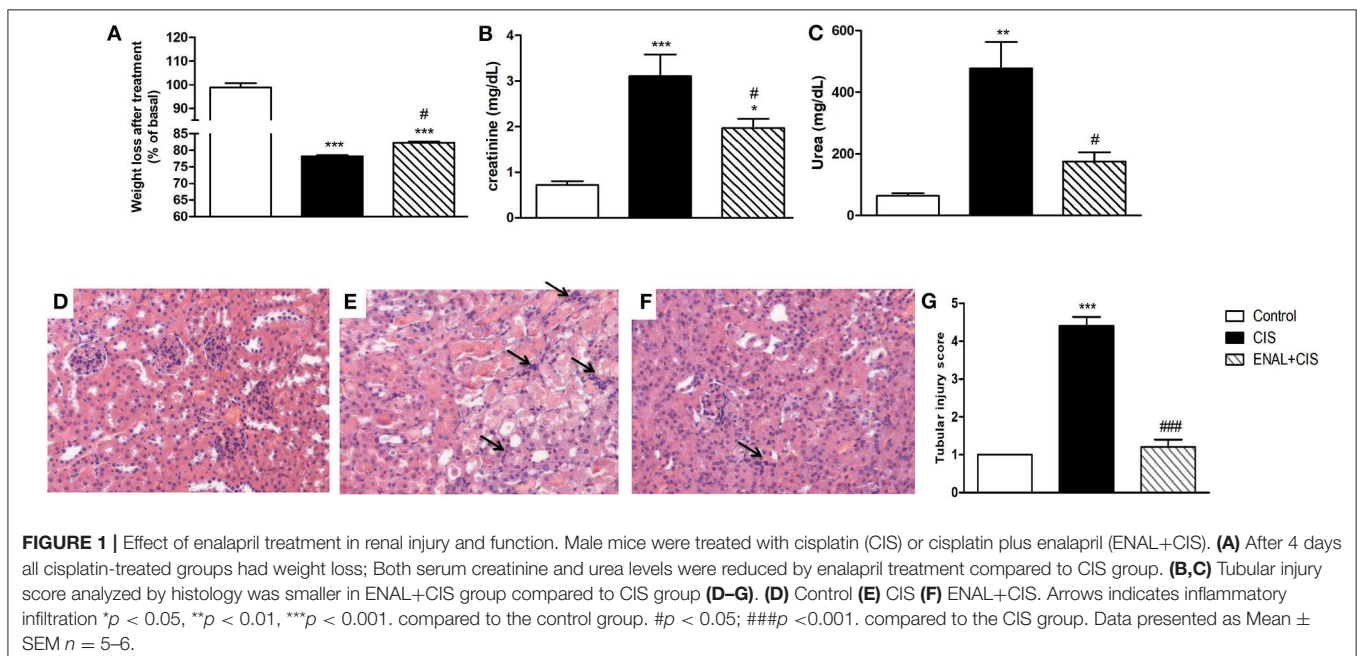 A
Weight loss after treatment
(% of basal)
120
110
100
90
85
80
75
70
65
60
***
#
***
B
creatinine (mg/dL)
4
3
2
1
0
***
#
*
C
Urea (mg/dL)
600
400
200
0
**
#
D
E
F
G
Tubular injury score
5
4
3
2
1
0
***
###
Control
CIS
ENAL+CIS
FIGURE 1 | Effect of enalapril treatment in renal injury and function. Male mice were treated with cisplatin (CIS) or cisplatin plus enalapril (ENAL+CIS). (A) After 4 days
all cisplatin-treated groups had weight loss; Both serum creatinine and urea levels were reduced by enalapril treatment compared to CIS group. (B,C) Tubular injury
score analyzed by histology was smaller in ENAL+CIS group compared to CIS group (D–G). (D) Control (E) CIS (F) ENAL+CIS. Arrows indicates inflammatory
infiltration *p < 0.05, **p < 0.01, ***p < 0.001. compared to the control group. #p < 0.05; ###p <0.001. compared to the CIS group. Data presented as Mean ±
SEM n = 5–6.